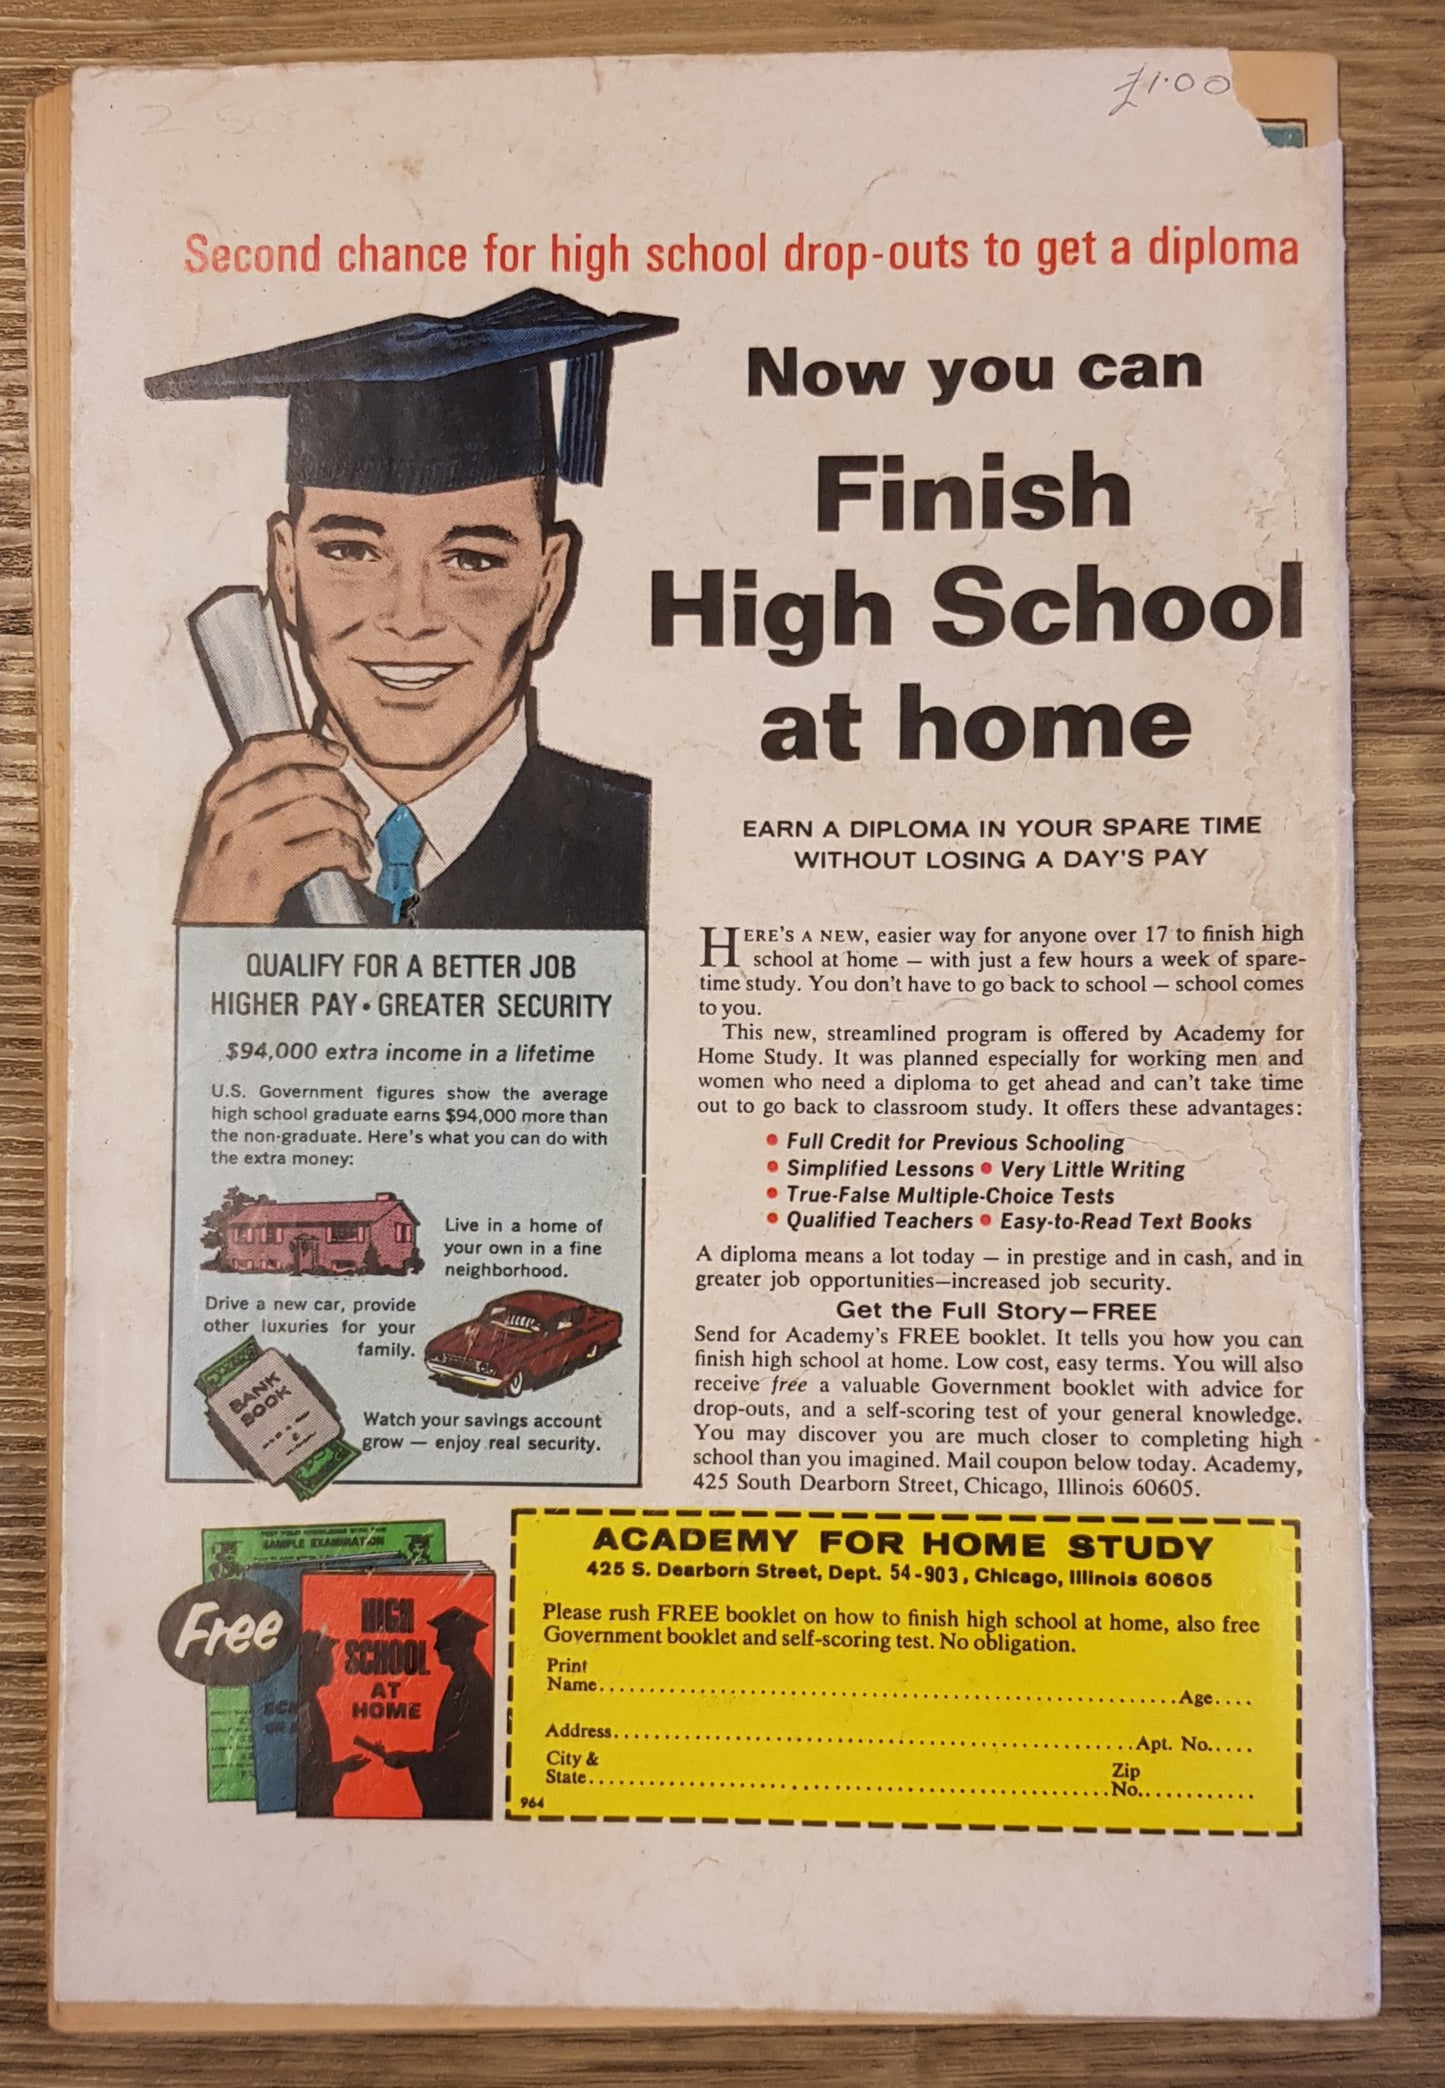 £1.00
2 50
Second chance for high school drop-outs to get a diploma
Now you can
Finish
High School
at home
EARN A DIPLOMA IN YOUR SPARE TIME
WITHOUT LOSING A DAY'S PAY
HERE'S A NEW, easier way for anyone over 17 to finish high
school at home — with just a few hours a week of spare-
time study. You don't have to go back to school — school comes
to you.
This new, streamlined program is offered by Academy for
Home Study. It was planned especially for working men and
women who need a diploma to get ahead and can't take time
out to go back to classroom study. It offers these advantages:
• Full Credit for Previous Schooling
• Simplified Lessons • Very Little Writing
• True-False Multiple-Choice Tests
• Qualified Teachers • Easy-to-Read Text Books
A diploma means a lot today — in prestige and in cash, and in
greater job opportunities—increased job security.
Get the Full Story—FREE
Send for Academy's FREE booklet. It tells you how you can
finish high school at home. Low cost, easy terms. You will also
receive free a valuable Government booklet with advice for
drop-outs, and a self-scoring test of your general knowledge.
You may discover you are much closer to completing high
school than you imagined. Mail coupon below today. Academy,
425 South Dearborn Street, Chicago, Illinois 60605.
QUALIFY FOR A BETTER JOB
HIGHER PAY • GREATER SECURITY
$94,000 extra income in a lifetime
U.S. Government figures show the average
high school graduate earns $94,000 more than
the non-graduate. Here's what you can do with
the extra money:
Live in a home of
your own in a fine
neighborhood.
Drive a new car, provide
other luxuries for your
family.
BANK
BOOK
Watch your savings account
grow — enjoy real security.
SAMPLE EXAMINATION
Free
HIGH
SCHOOL
AT
HOME
ACADEMY FOR HOME STUDY
425 S. Dearborn Street, Dept. 54-903, Chicago, Illinois 60605
Please rush FREE booklet on how to finish high school at home, also free
Government booklet and self-scoring test. No obligation.
Print
Name.......................Age....
Address.......................Apt. No.....
City & Zip
State.......................No............
964